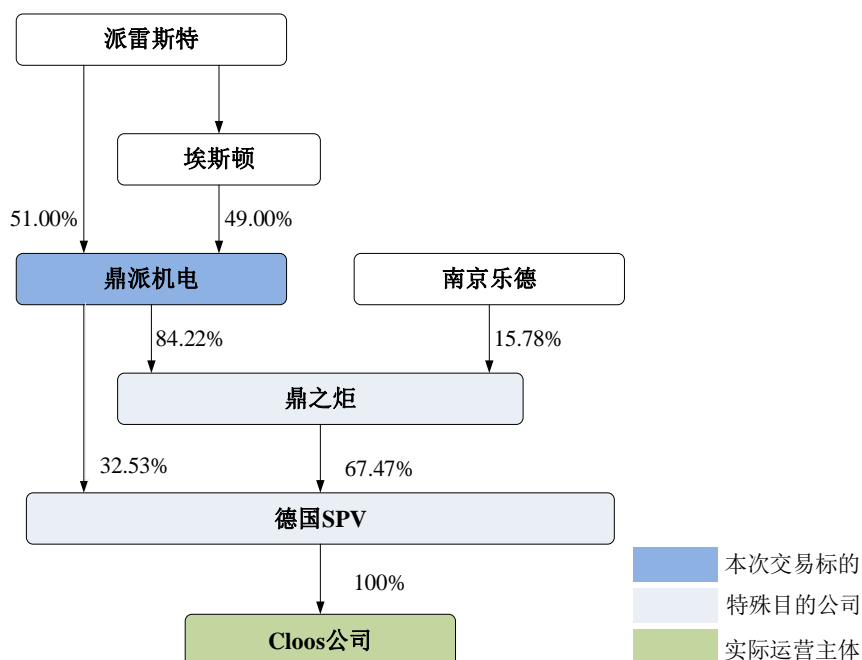 派雷斯特
埃斯顿
51.00%
49.00%
鼎派机电
南京乐德
84.22%
15.78%
鼎之炬
32.53%
67.47%
德国SPV
100%
Cloos公司
本次交易标的
特殊目的公司
实际运营主体